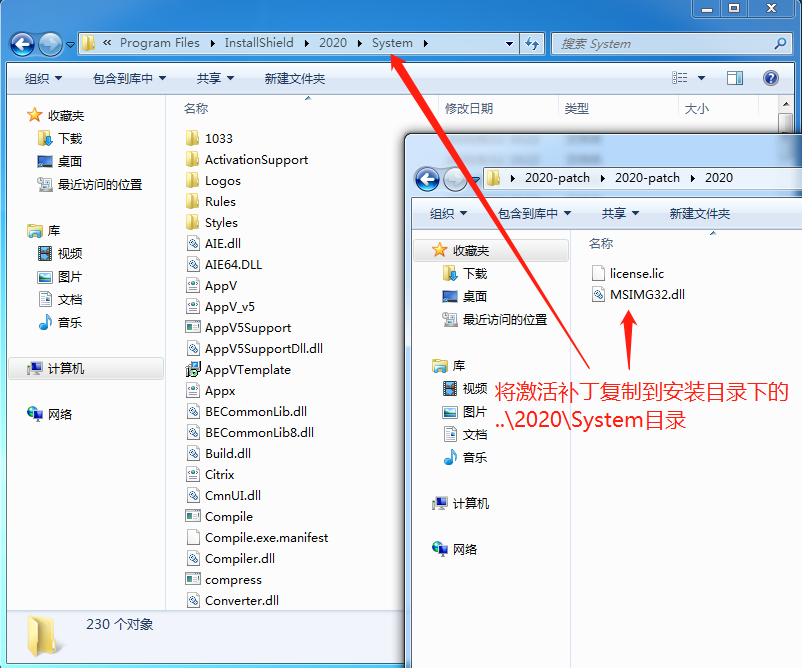 « Program Files ▸ InstallShield ▸ 2020 ▸ System ▸
搜索 System
组织 包含到库中 共享 新建文件夹
收藏夹
下载
桌面
最近访问的位置
库
视频
图片
文档
音乐
计算机
网络
名称 修改日期 类型 大小
1033
ActivationSupport
Logos
Rules
Styles
AIE.dll
AIE64.DLL
AppV
AppV_v5
AppV5Support
AppV5SupportDll.dll
AppVTemplate
Appx
BECommonLib.dll
BECommonLib8.dll
Build.dll
Citrix
CmnUI.dll
Compile
Compile.exe.manifest
Compiler.dll
compress
Converter.dll
230 个对象
▸ 2020-patch ▸ 2020-patch ▸ 2020
组织 包含到库中 共享 新建文件夹
收藏夹
下载
桌面
最近访问的位置
库
视频
图片
文档
音乐
计算机
网络
名称
license.lic
MSIMG32.dll
将激活补丁复制到安装目录下的
..\2020\System目录